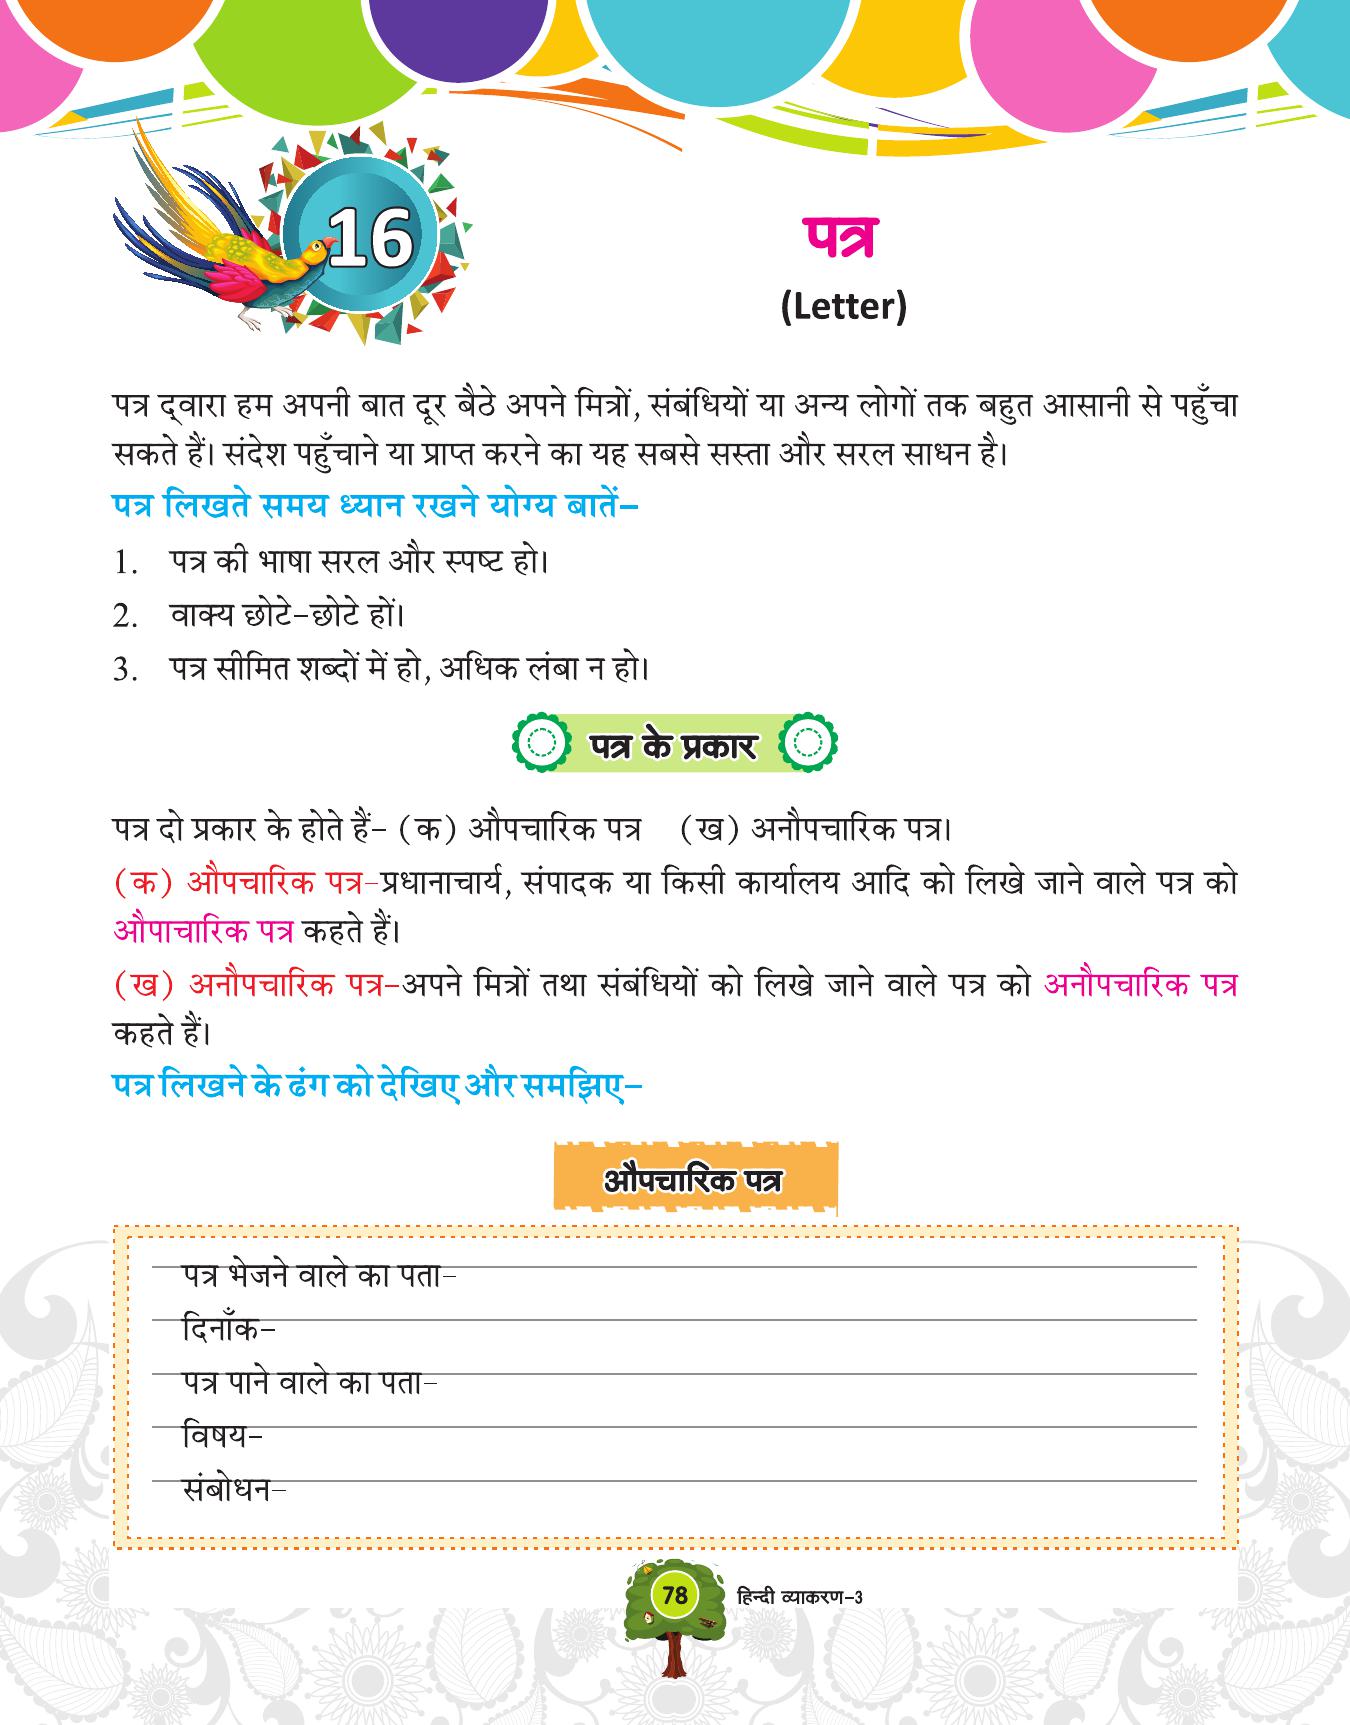 16
पत्र
(Letter)
पत्र द्‌वारा हम अपनी बात दूर बैठे अपने मित्रों, संबंधियों या अन्य लोगों तक बहुत आसानी से पहुँचा
सकते हैं। संदेश पहुँचाने या प्राप्त करने का यह सबसे सस्ता और सरल साधन है।
पत्र लिखते समय ध्यान रखने योग्य बातें–
1. पत्र की भाषा सरल और स्पष्ट हो।
2. वाक्य छोटे–छोटे हों।
3. पत्र सीमित शब्दों में हो, अधिक लंबा न हो।
पत्र के प्रकार
पत्र दो प्रकार के होते हैं– (क) औपचारिक पत्र (ख) अनौपचारिक पत्र।
(क) औपचारिक पत्र–प्रधानाचार्य, संपादक या किसी कार्यालय आदि को लिखे जाने वाले पत्र को
औपाचारिक पत्र कहते हैं।
(ख) अनौपचारिक पत्र–अपने मित्रों तथा संबंधियों को लिखे जाने वाले पत्र को अनौपचारिक पत्र
कहते हैं।
पत्र लिखने के ढंग को देखिए और समझिए–
औपचारिक पत्र
पत्र भेजने वाले का पता–
दिनाँक–
पत्र पाने वाले का पता–
विषय–
संबोधन–
78 हिन्दी व्याकरण–3